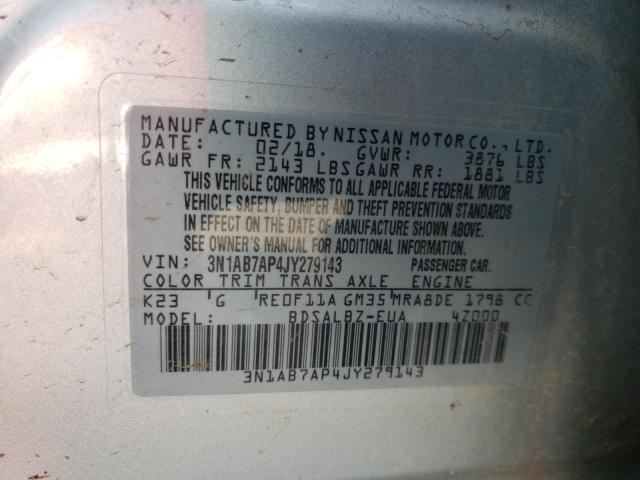 MANUFACTURED BY NISSAN MOTOR CO., LTD.
DATE: 02/18. GVWR: 3876 LBS
GAWR FR: 2143 LBS GAWR RR: 1881 LBS
THIS VEHICLE CONFORMS TO ALL APPLICABLE FEDERAL MOTOR
VEHICLE SAFETY, BUMPER AND THEFT PREVENTION STANDARDS
IN EFFECT ON THE DATE OF MANUFACTURE SHOWN ABOVE.
SEE OWNER'S MANUAL FOR ADDITIONAL INFORMATION.
VIN: 3N1AB7AP4JY279143 PASSENGER CAR.
COLOR TRIM TRANS AXLE ENGINE
K23 G RE0F11A GM35 MRA8DE 1798 CC
MODEL: BDSALBZ-EUA 4Z000
3N1AB7AP4JY279143